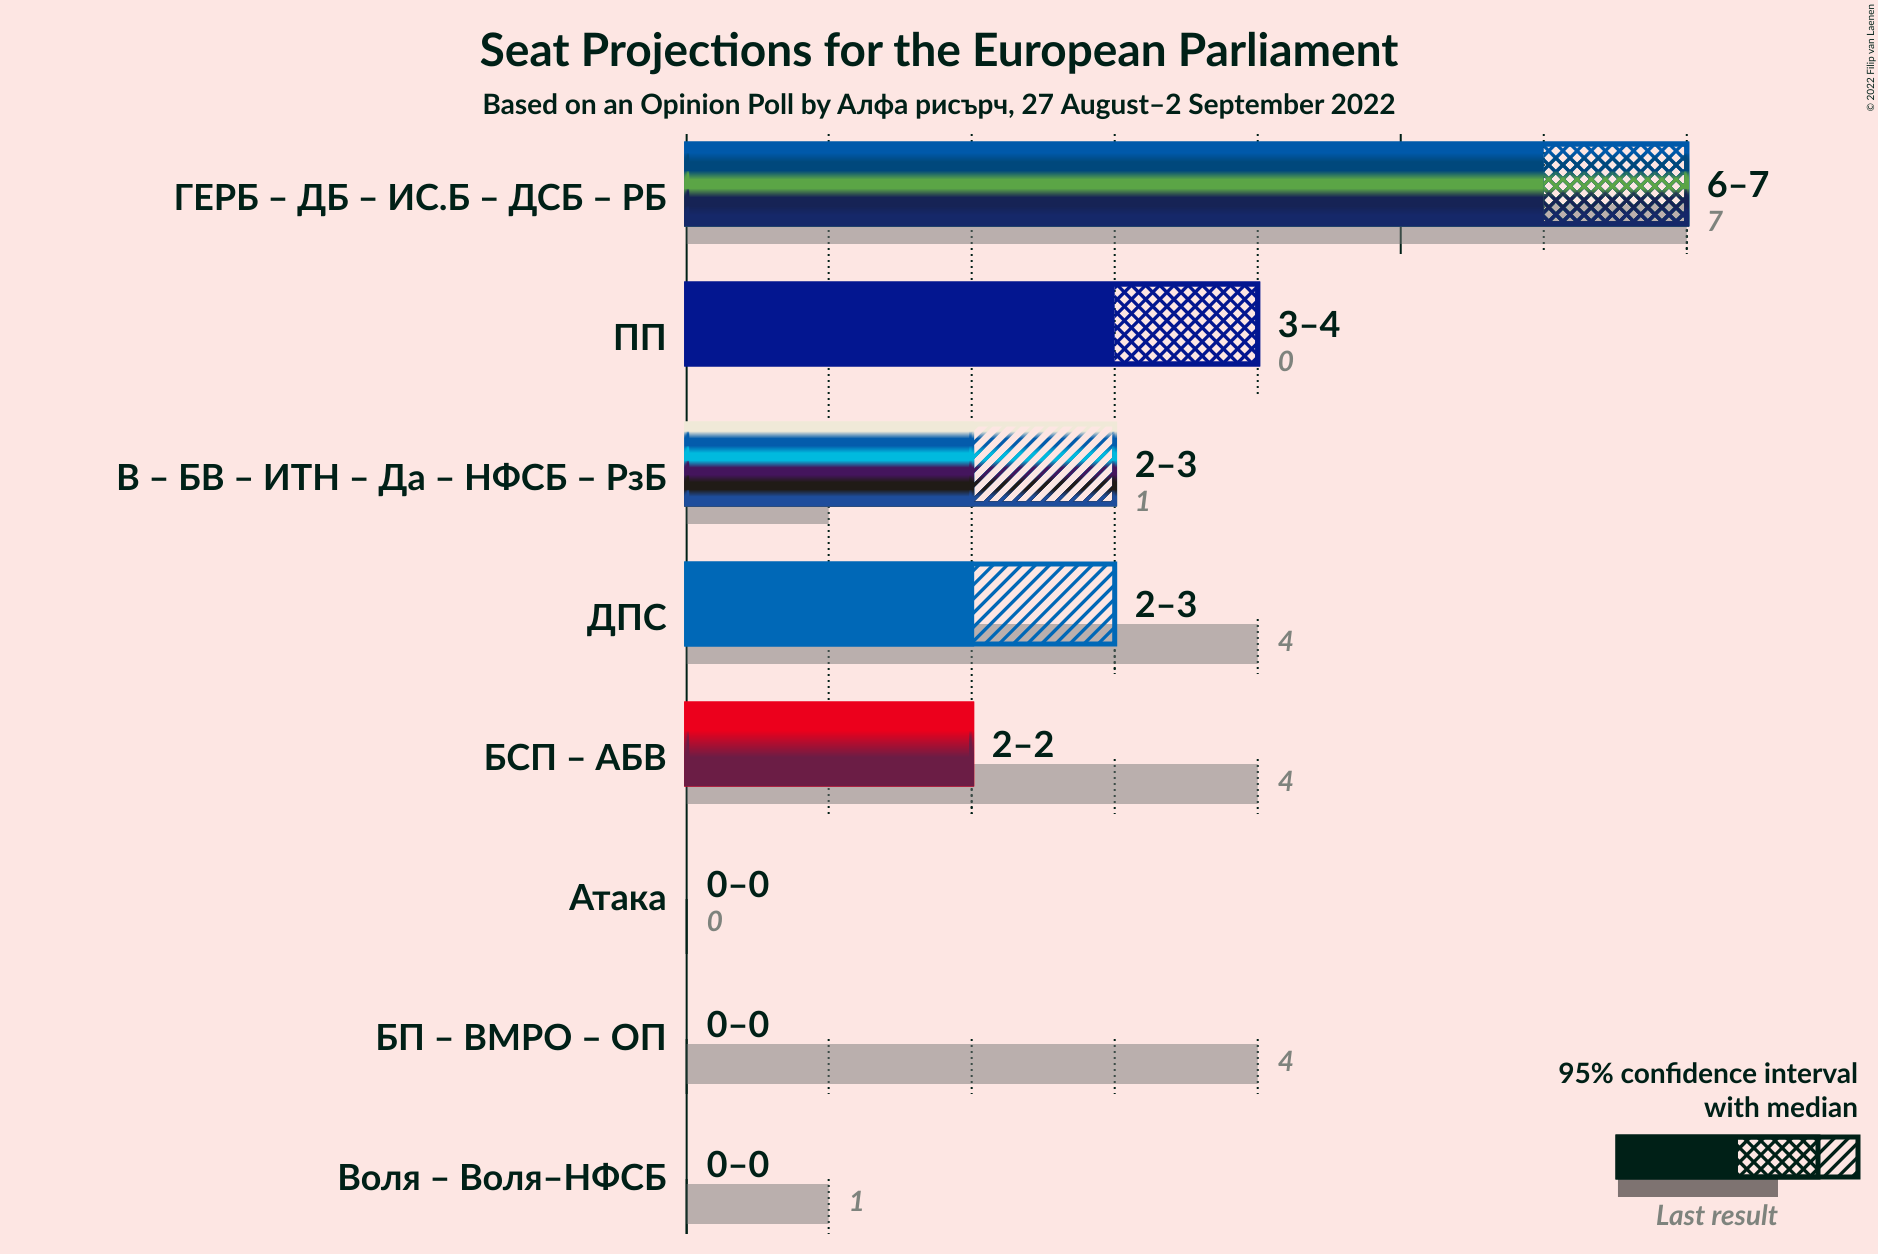 Seat Projections for the European Parliament
Based on an Opinion Poll by Алфа рисърч, 27 August–2 September 2022
© 2022 Filip van Laenen
ГЕРБ – ДБ – ИС.Б – ДСБ – РБ
6–7
7
ПП
3–4
0
В – БВ – ИТН – Да – НФСБ – РзБ
2–3
1
ДПС
2–3
4
БСП – АБВ
2–2
4
Атака
0–0
0
БП – ВМРО – ОП
0–0
4
Воля – Воля–НФСБ
0–0
1
95% confidence interval
with median
Last result